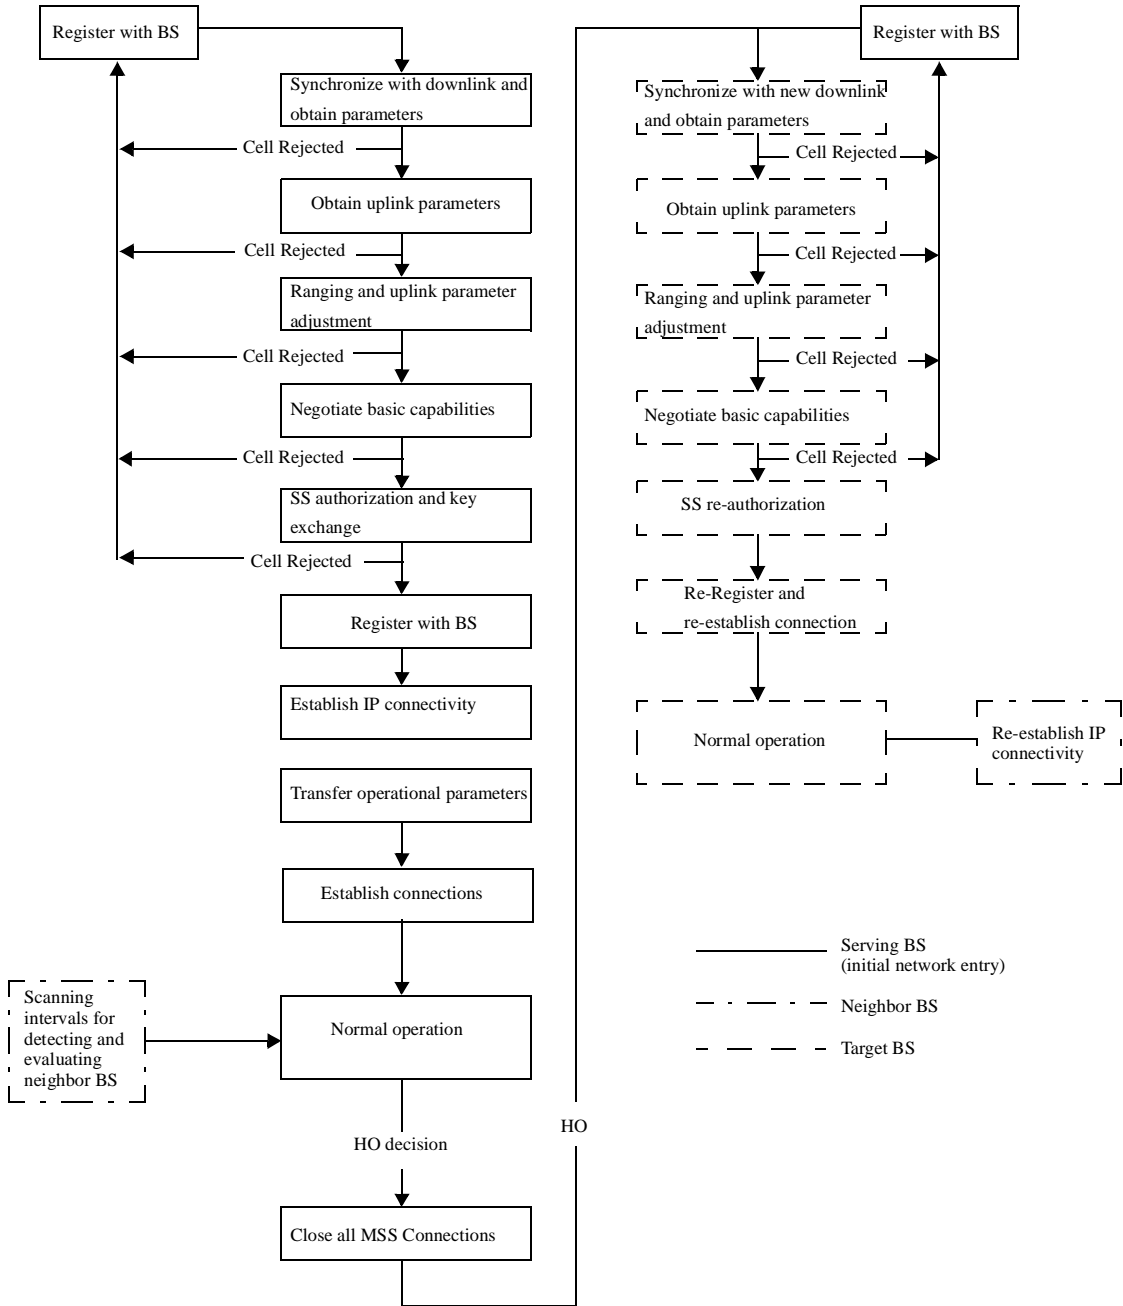 Register with BS
Synchronize with downlink and
obtain parameters
Cell Rejected
Obtain uplink parameters
Cell Rejected
Ranging and uplink parameter
adjustment
Cell Rejected
Negotiate basic capabilities
Cell Rejected
SS authorization and key
exchange
Cell Rejected
Register with BS
Establish IP connectivity
Transfer operational parameters
Establish connections
Scanning
intervals for
detecting and
evaluating
neighbor BS
Normal operation
HO decision
Close all MSS Connections
HO
Register with BS
Synchronize with new downlink
and obtain parameters
Cell Rejected
Obtain uplink parameters
Cell Rejected
Ranging and uplink parameter
adjustment
Cell Rejected
Negotiate basic capabilities
Cell Rejected
SS re-authorization
Re-Register and
re-establish connection
Normal operation
Re-establish IP
connectivity
Serving BS
(initial network entry)
Neighbor BS
Target BS